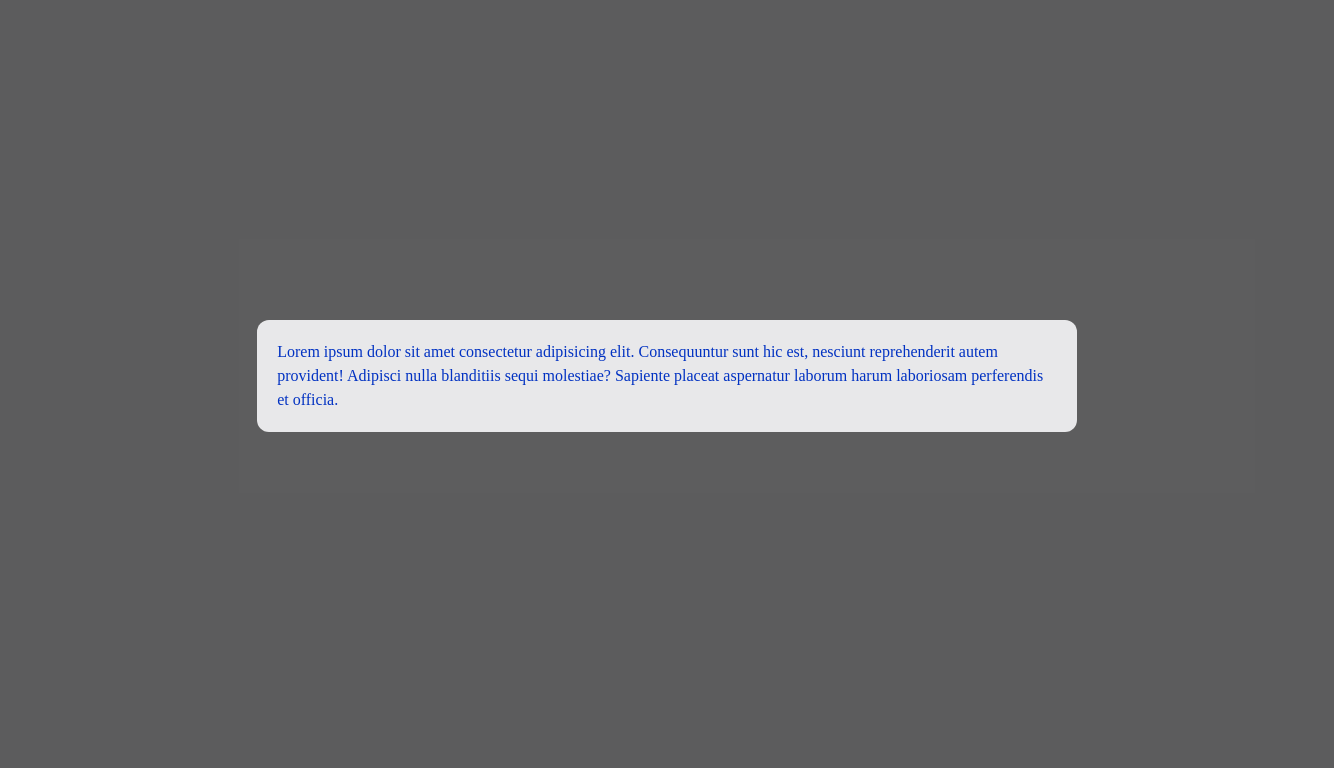 Lorem ipsum dolor sit amet consectetur adipisicing elit. Consequuntur sunt hic est, nesciunt reprehenderit autem
provident! Adipisci nulla blanditiis sequi molestiae? Sapiente placeat aspernatur laborum harum laboriosam perferendis
et officia.